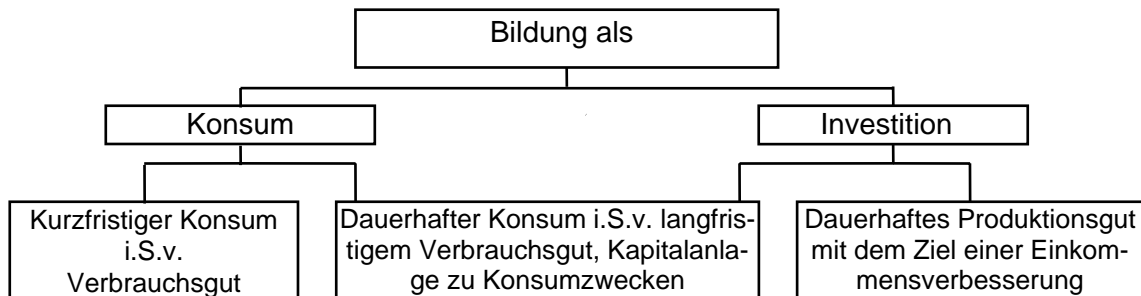 Bildung als
Konsum
Investition
Kurzfristiger Konsum
i.S.v.
Verbrauchsgut
Dauerhafter Konsum i.S.v. langfris-
tigem Verbrauchsgut, Kapitalanla-
ge zu Konsumzwecken
Dauerhaftes Produktionsgut
mit dem Ziel einer Einkom-
mensverbesserung